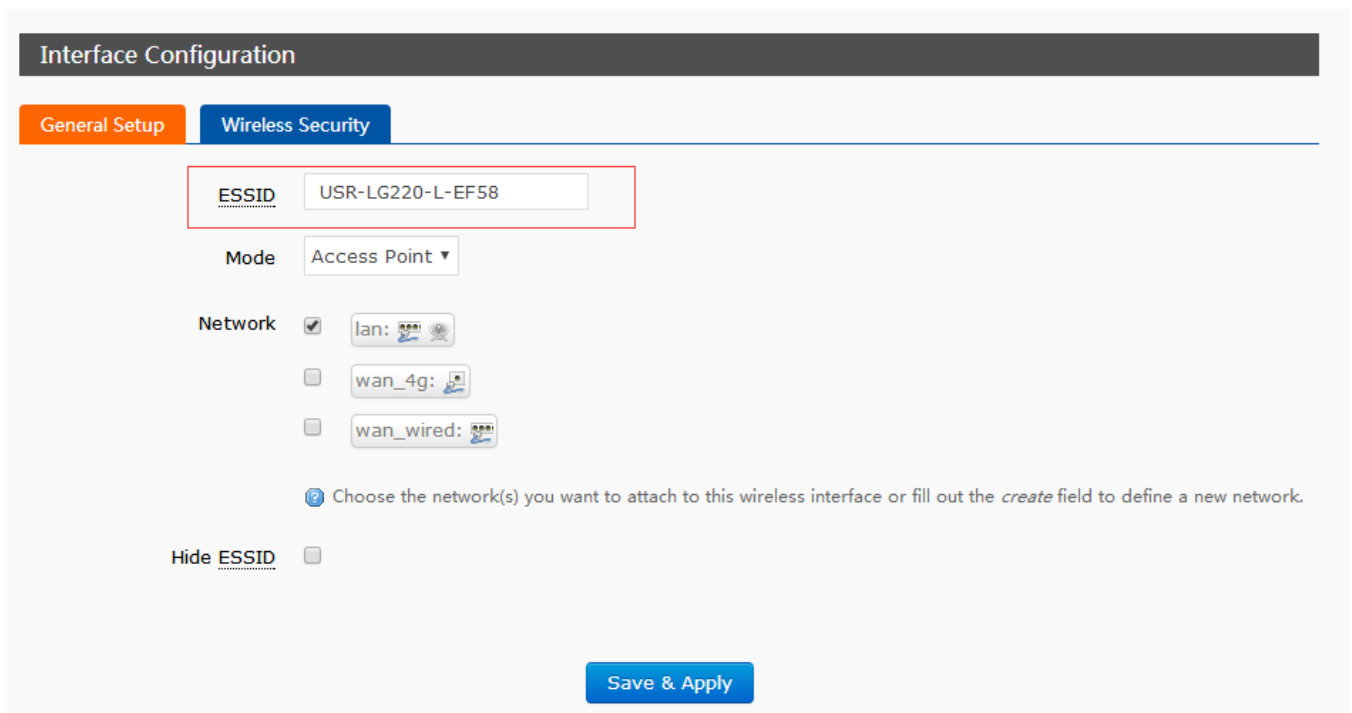 Interface Configuration
General Setup Wireless Security
ESSID USR-LG220-L-EF58
Mode Access Point
Network lan:
wan_4g:
wan_wired:
Choose the network(s) you want to attach to this wireless interface or fill out the create field to define a new network.
Hide ESSID
Save & Apply